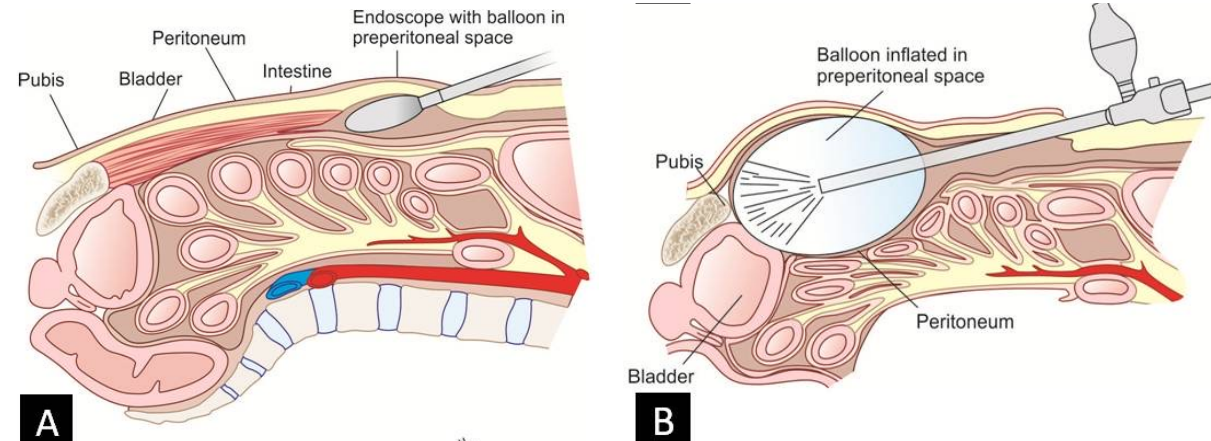 Endoscope with balloon in
preperitoneal space
Peritoneum
Intestine
Bladder
Pubis
A
Balloon inflated in
preperitoneal space
Pubis
Peritoneum
Bladder
B